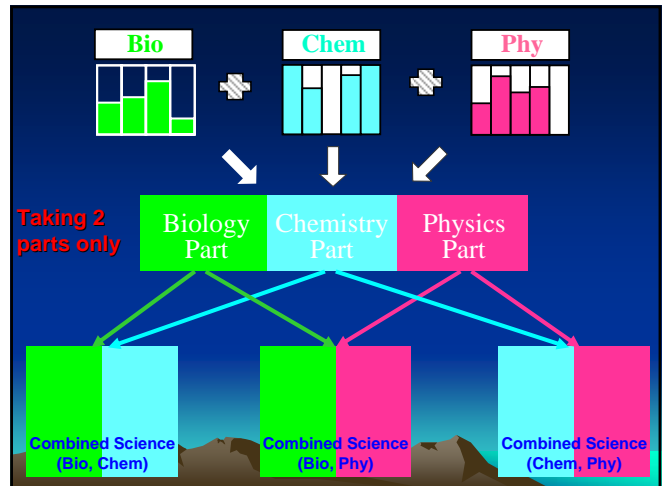 Bio
Chem
Phy
Taking 2
parts only
Biology
Part
Chemistry
Part
Physics
Part
Combined Science
(Bio, Chem)
Combined Science
(Bio, Phy)
Combined Science
(Chem, Phy)